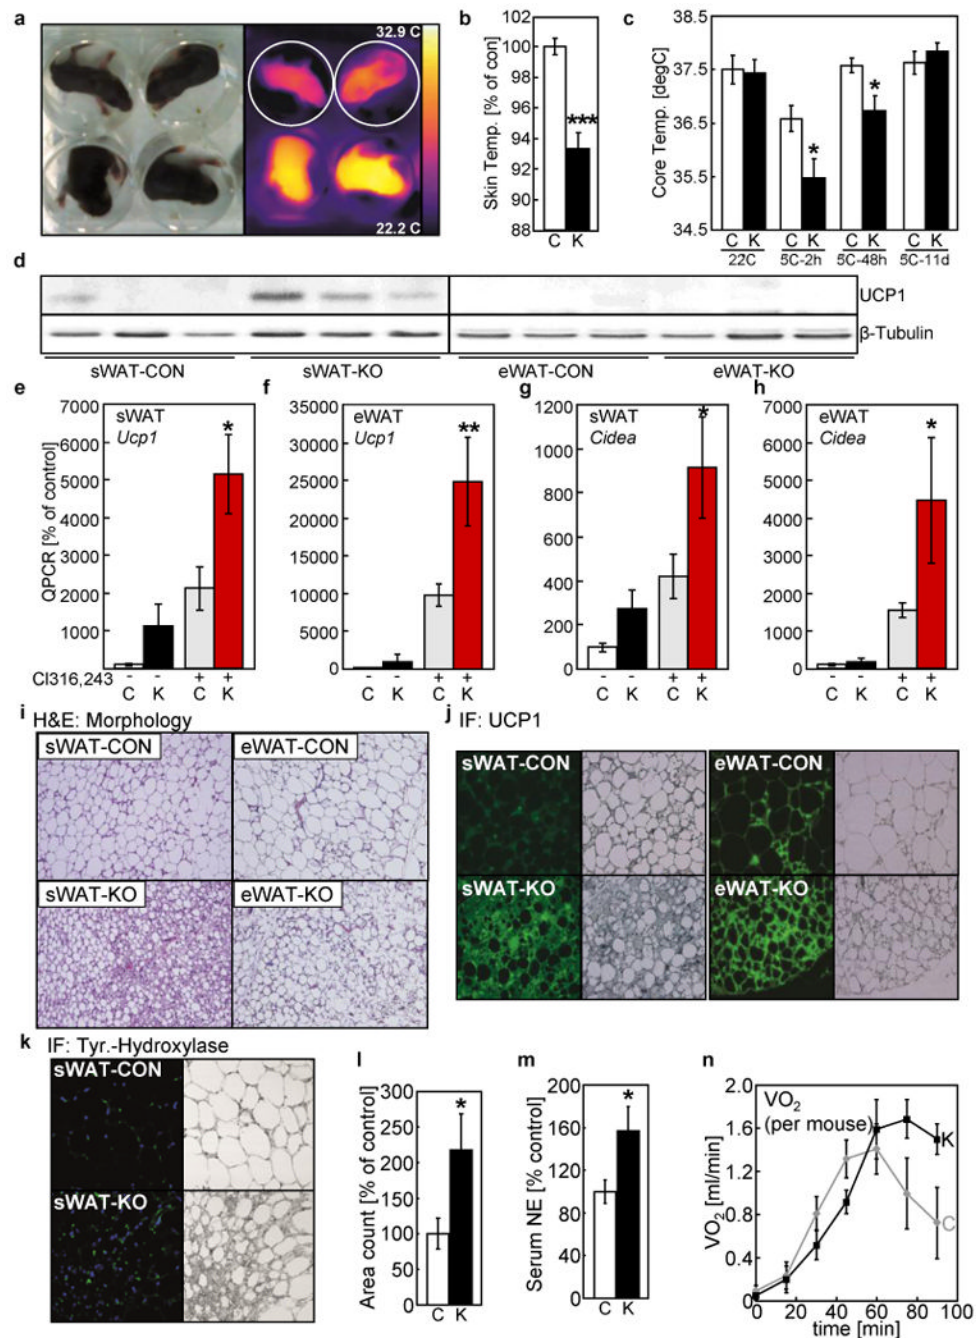 a
32.9 C
22.2 C
b
Skin Temp. [% of con]
102
100
98
96
94
92
90
88
***
C K
c
Core Temp. [degC]
38.5
37.5
36.5
35.5
34.5
*
*
C K C K C K C K
22C 5C-2h 5C-48h 5C-11d
d
UCP1
β-Tubulin
sWAT-CON sWAT-KO eWAT-CON eWAT-KO
e
QPCR [% of control]
sWAT
Ucp1
7000
6000
5000
4000
3000
2000
1000
*
Cl316,243 - - + +
C K C K
f
eWAT
Ucp1
35000
30000
25000
20000
15000
10000
5000
0
**
- - + +
C K C K
g
sWAT
Cidea
1200
1000
800
600
400
200
0
*
- - + +
C K C K
h
eWAT
Cidea
7000
6000
5000
4000
3000
2000
1000
0
*
- - + +
C K C K
i H&E: Morphology
sWAT-CON eWAT-CON
sWAT-KO eWAT-KO
j IF: UCP1
sWAT-CON eWAT-CON
sWAT-KO eWAT-KO
k IF: Tyr.-Hydroxylase
sWAT-CON
sWAT-KO
l
Area count [% of control]
300
250
200
150
100
50
0
*
C K
m
Serum NE [% control]
200
160
120
80
40
0
*
C K
n
VO2
(per mouse)
VO2 [ml/min]
2.0
1.6
1.2
0.8
0.4
K
C
0 20 40 60 80 100
time [min]